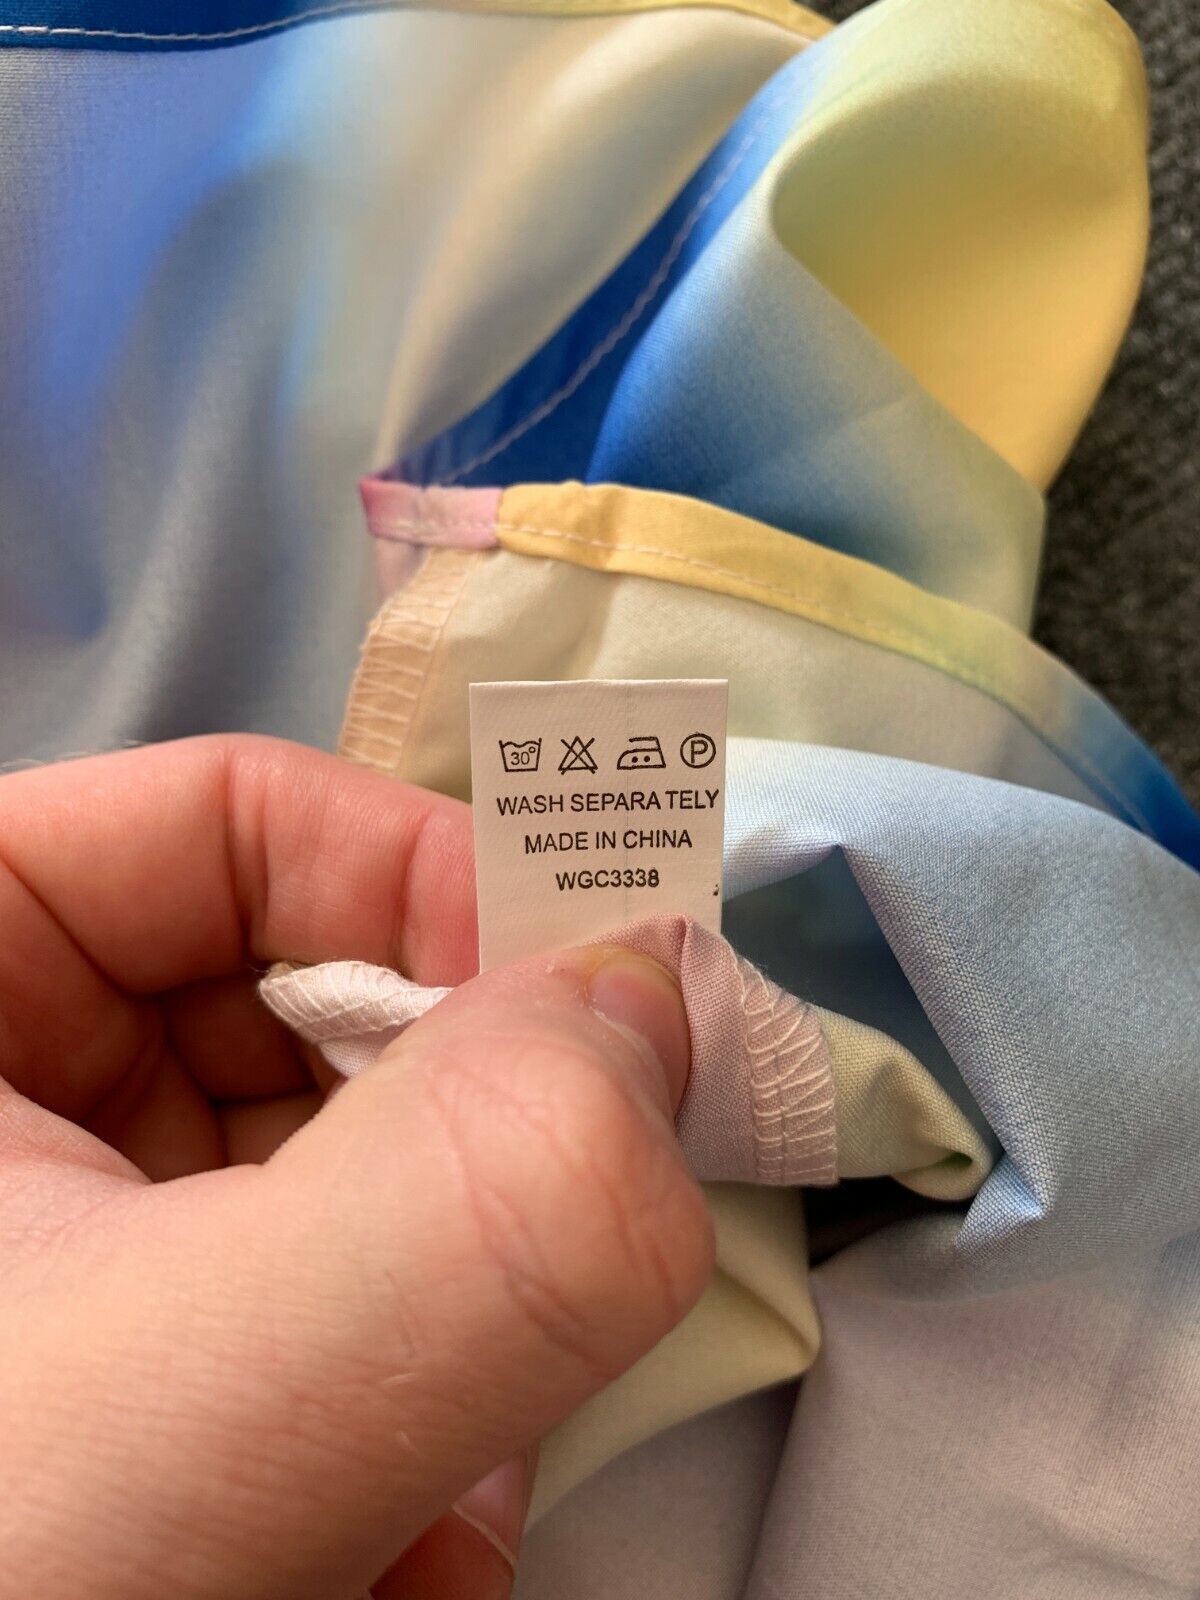 30°
P
WASH SEPARA TELY
MADE IN CHINA
WGC3338